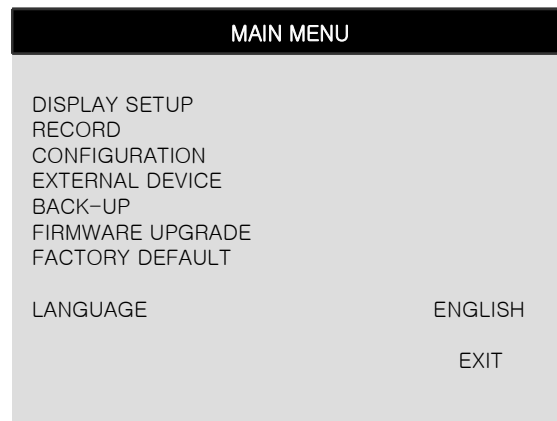 MAIN MENU
DISPLAY SETUP
RECORD
CONFIGURATION
EXTERNAL DEVICE
BACK-UP
FIRMWARE UPGRADE
FACTORY DEFAULT
LANGUAGE ENGLISH
EXIT